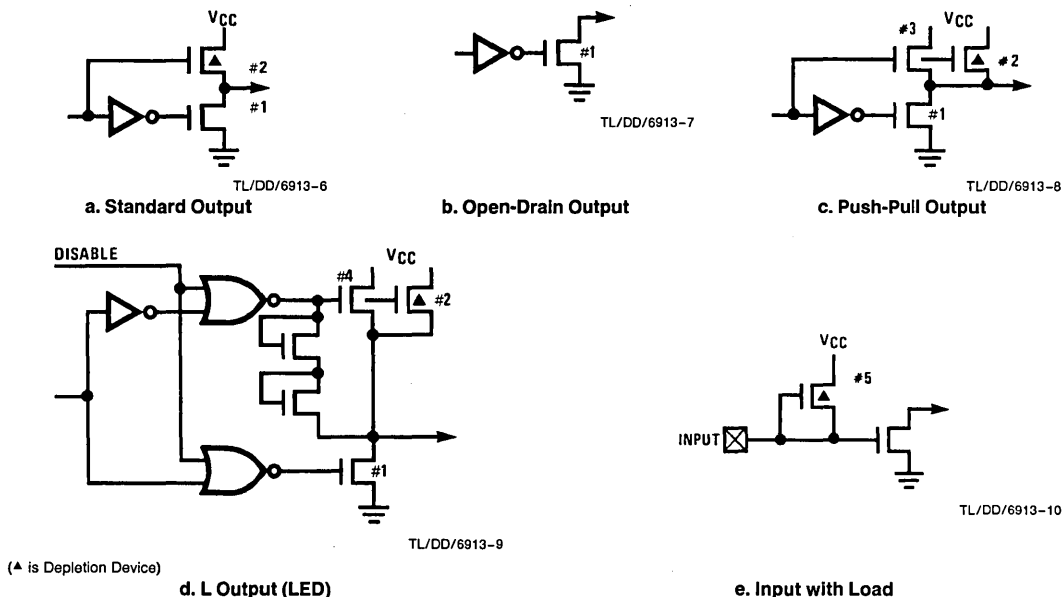 VCC
#2
#1
TL/DD/6913-6
a. Standard Output
#1
TL/DD/6913-7
b. Open-Drain Output
#3
VCC
#2
#1
TL/DD/6913-8
c. Push-Pull Output
DISABLE
#4
VCC
#2
#1
TL/DD/6913-9
(▲ is Depletion Device)
d. L Output (LED)
VCC
#5
INPUT
TL/DD/6913-10
e. Input with Load